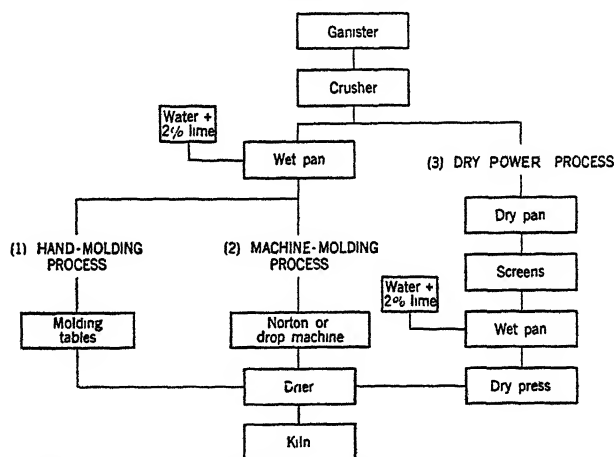 Ganister
Crusher
Water +
2% lime
Wet pan
(3) DRY POWER PROCESS
Dry pan
(1) HAND-MOLDING
PROCESS
(2) MACHINE-MOLDING
PROCESS
Screens
Water +
2% lime
Molding
tables
Norton or
drop machine
Wet pan
Drier
Dry press
Kiln